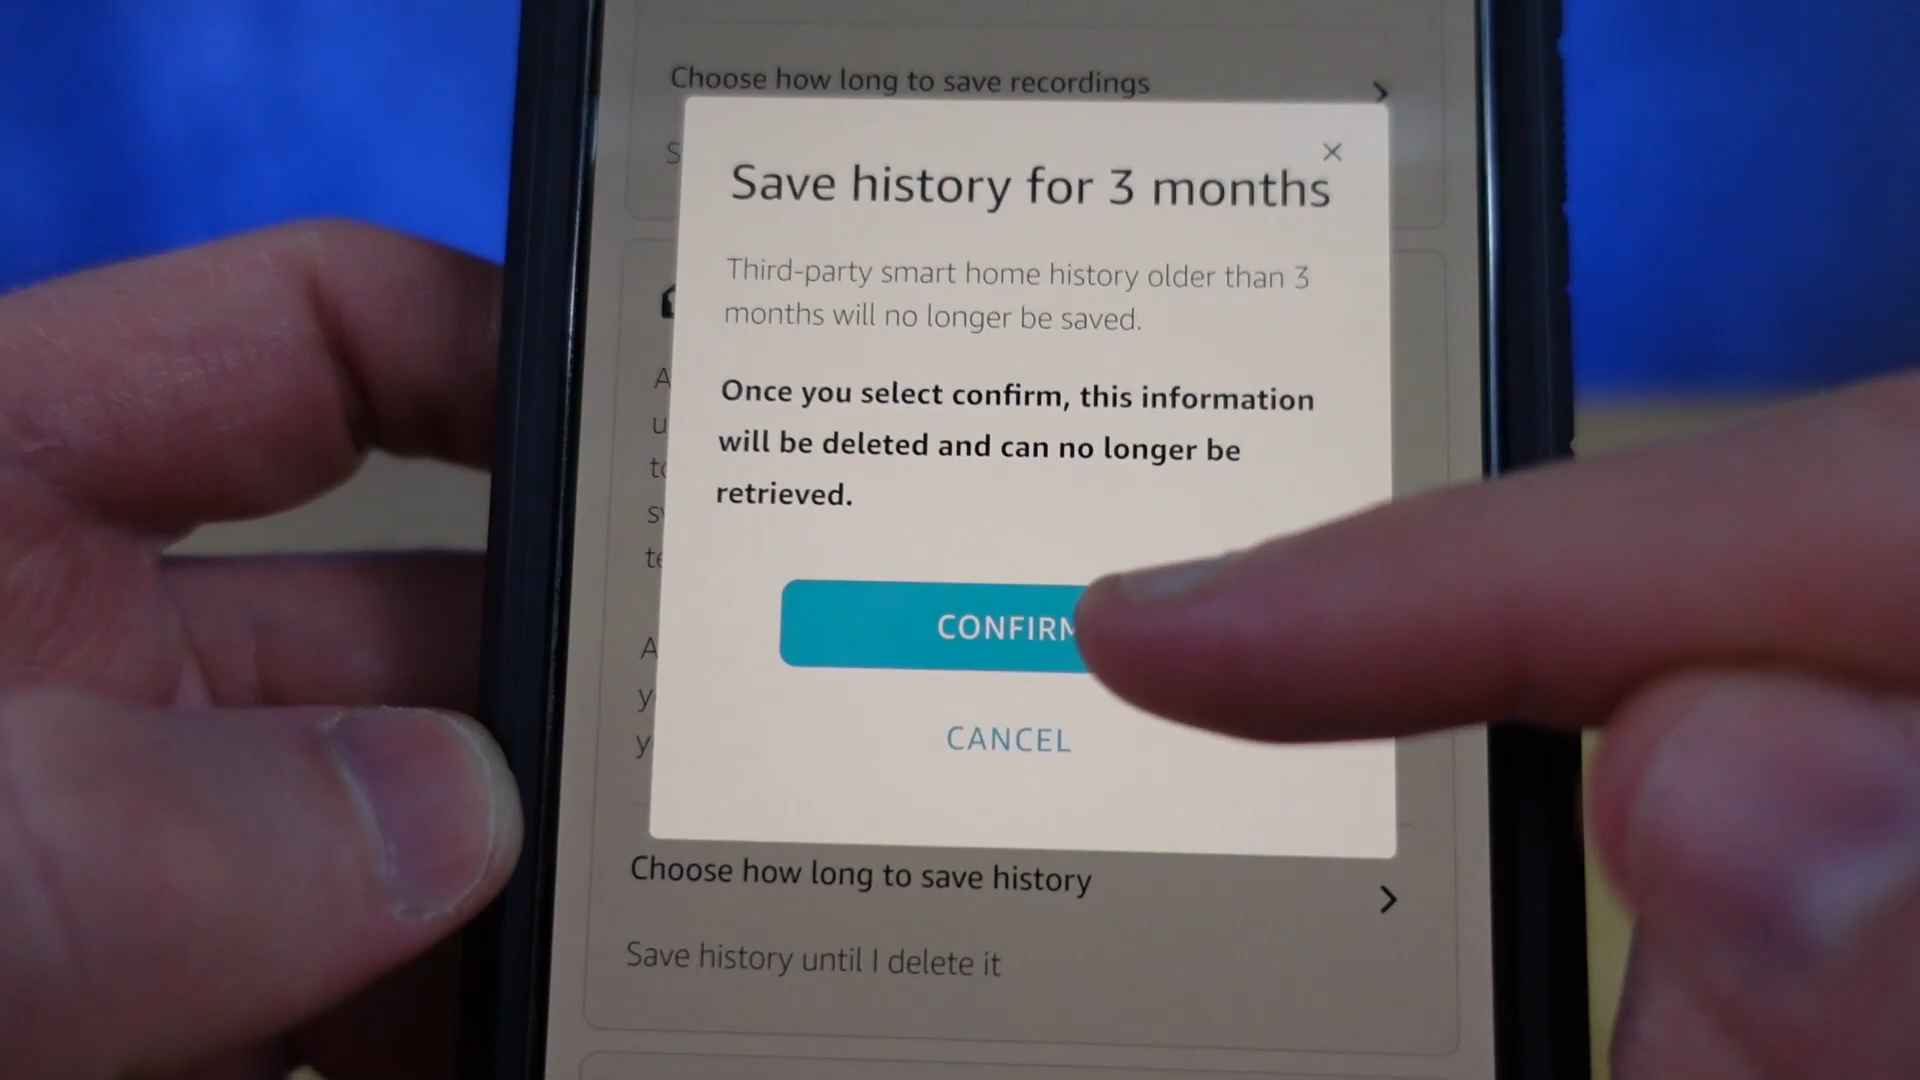 Choose how long to save recordings
Save history for 3 months
Third-party smart home history older than 3
months will no longer be saved.
Once you select confirm, this information
will be deleted and can no longer be
retrieved.
CONFIRM
CANCEL
Choose how long to save history
Save history until I delete it